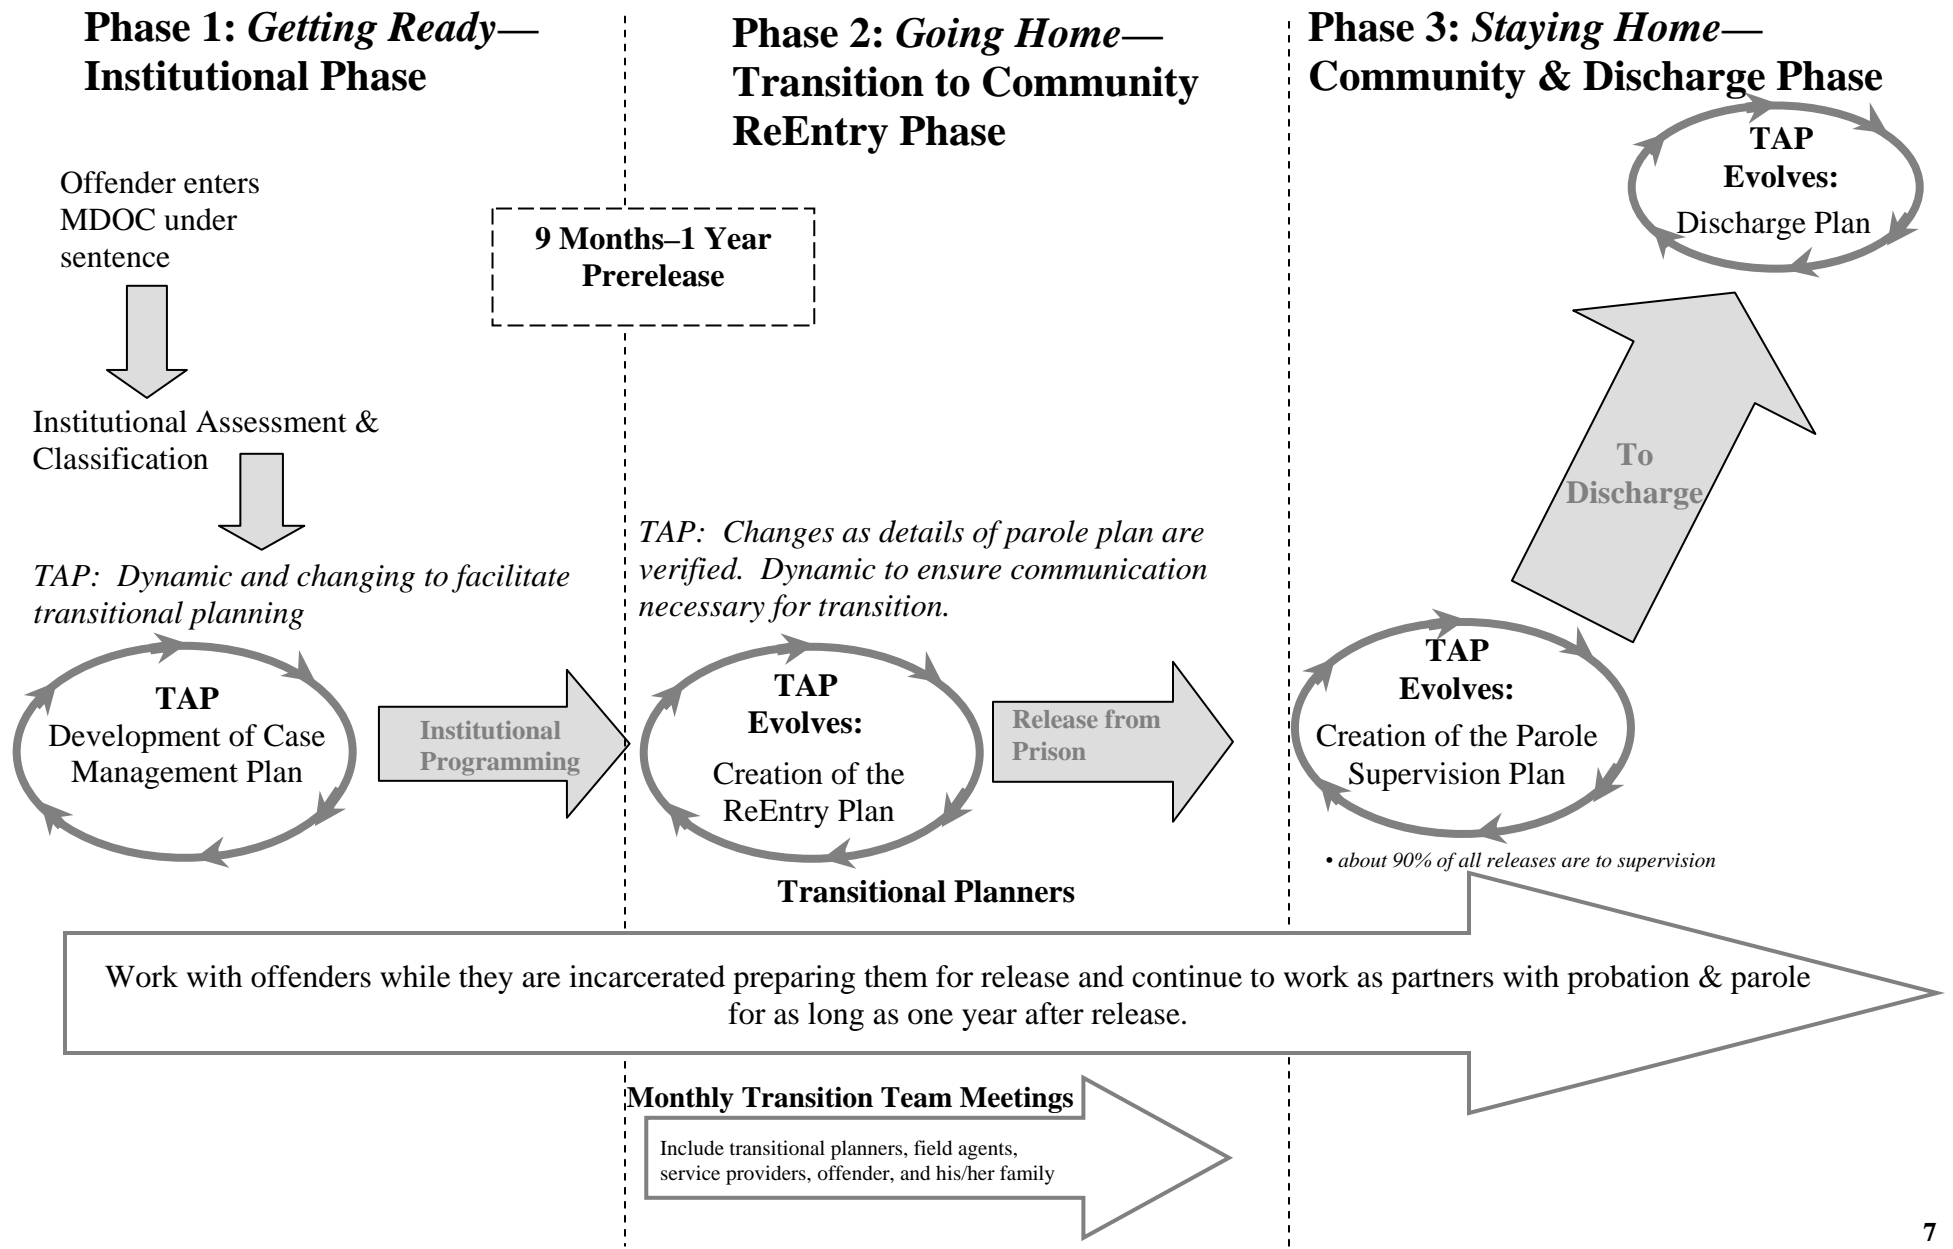 Phase 1: Getting Ready—
Institutional Phase
Phase 2: Going Home—
Transition to Community
ReEntry Phase
Phase 3: Staying Home—
Community & Discharge Phase
Offender enters
MDOC under
sentence
9 Months–1 Year
Prerelease
Institutional Assessment &
Classification
TAP: Dynamic and changing to facilitate
transitional planning
TAP
Development of Case
Management Plan
Institutional
Programming
TAP: Changes as details of parole plan are
verified. Dynamic to ensure communication
necessary for transition.
TAP
Evolves:
Creation of the
ReEntry Plan
Release from
Prison
TAP
Evolves:
Creation of the Parole
Supervision Plan
• about 90% of all releases are to supervision
To
Discharge
TAP
Evolves:
Discharge Plan
Transitional Planners
Work with offenders while they are incarcerated preparing them for release and continue to work as partners with probation & parole
for as long as one year after release.
Monthly Transition Team Meetings
Include transitional planners, field agents,
service providers, offender, and his/her family
7